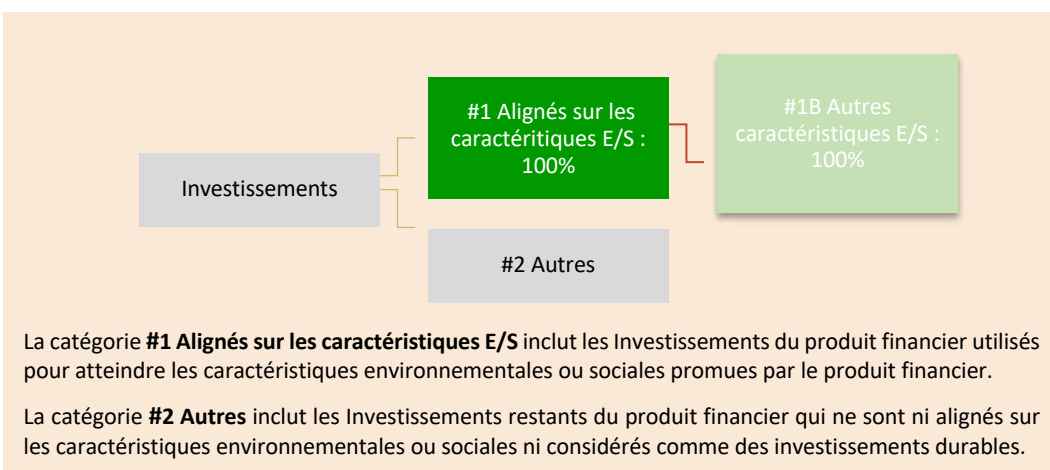 #1 Alignés sur les
caractéritiques E/S :
100%
#1B Autres
caractéristiques E/S :
100%
Investissements
#2 Autres
La catégorie #1 Alignés sur les caractéristiques E/S inclut les Investissements du produit financier utilisés
pour atteindre les caractéristiques environnementales ou sociales promues par le produit financier.
La catégorie #2 Autres inclut les Investissements restants du produit financier qui ne sont ni alignés sur
les caractéristiques environnementales ou sociales ni considérés comme des investissements durables.